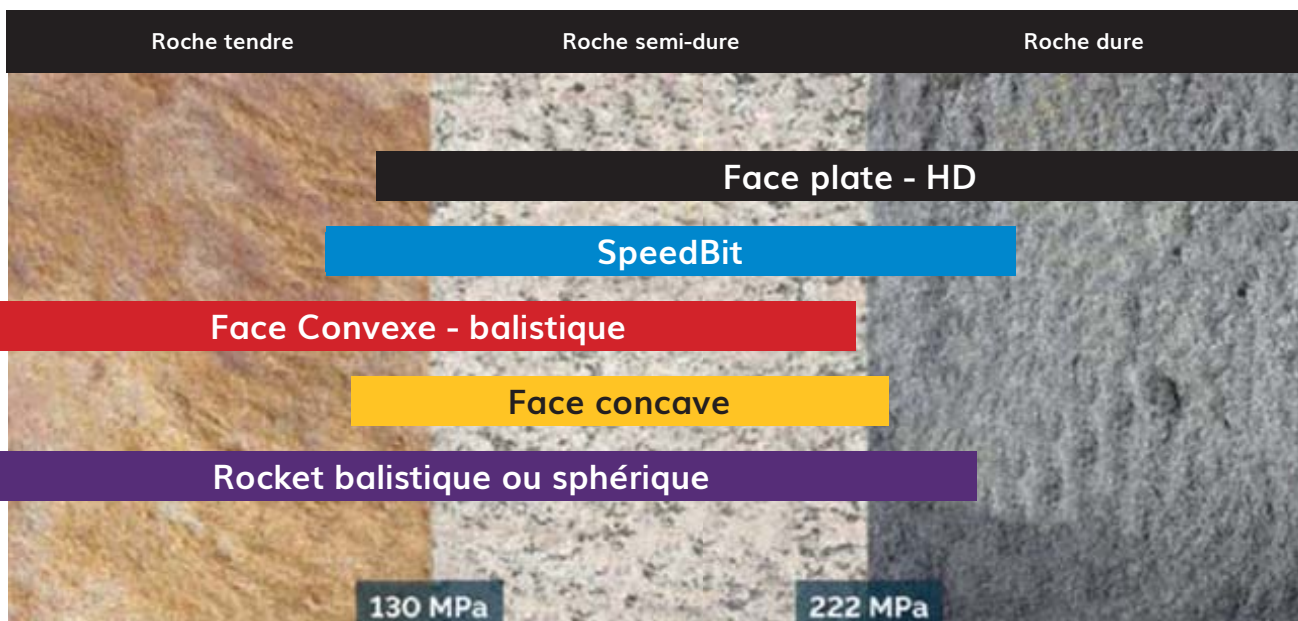 Roche tendre
Roche semi-dure
Roche dure
Face plate - HD
SpeedBit
Face Convexe - balistique
Face concave
Rocket balistique ou sphérique
130 MPa
222 MPa